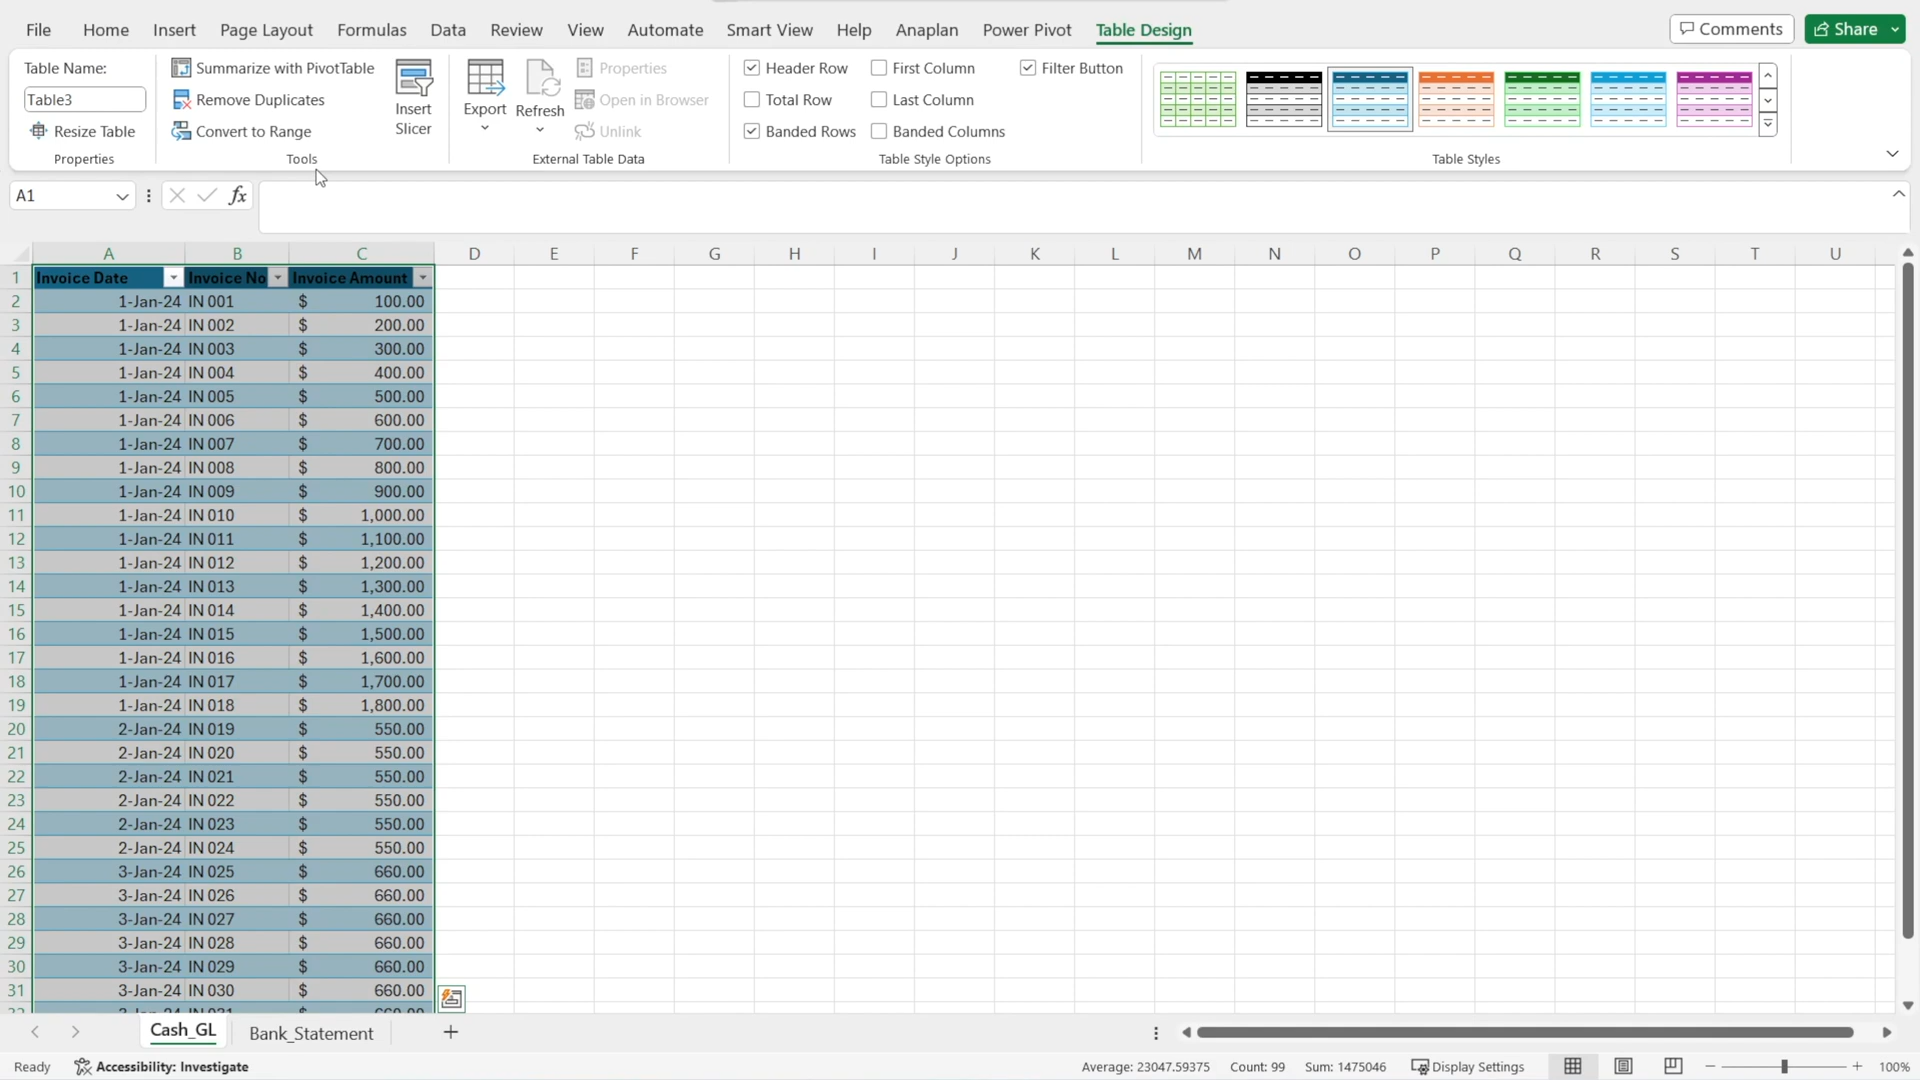 File Home Insert Page Layout Formulas Data Review View Automate Smart View Help Anaplan Power Pivot Table Design Comments Share
Table Name: Summarize with PivotTable Properties Header Row First Column Filter Button
Table3 Remove Duplicates Insert Slicer Export Refresh Open in Browser Total Row Last Column
Resize Table Convert to Range Unlink Banded Rows Banded Columns
Properties Tools External Table Data Table Style Options Table Styles
A1 fx
A B C D E F G H I J K L M N O P Q R S T U
1 Invoice Date Invoice No Invoice Amount
2 1-Jan-24 IN 001 $ 100.00
3 1-Jan-24 IN 002 $ 200.00
4 1-Jan-24 IN 003 $ 300.00
5 1-Jan-24 IN 004 $ 400.00
6 1-Jan-24 IN 005 $ 500.00
7 1-Jan-24 IN 006 $ 600.00
8 1-Jan-24 IN 007 $ 700.00
9 1-Jan-24 IN 008 $ 800.00
10 1-Jan-24 IN 009 $ 900.00
11 1-Jan-24 IN 010 $ 1,000.00
12 1-Jan-24 IN 011 $ 1,100.00
13 1-Jan-24 IN 012 $ 1,200.00
14 1-Jan-24 IN 013 $ 1,300.00
15 1-Jan-24 IN 014 $ 1,400.00
16 1-Jan-24 IN 015 $ 1,500.00
17 1-Jan-24 IN 016 $ 1,600.00
18 1-Jan-24 IN 017 $ 1,700.00
19 1-Jan-24 IN 018 $ 1,800.00
20 2-Jan-24 IN 019 $ 550.00
21 2-Jan-24 IN 020 $ 550.00
22 2-Jan-24 IN 021 $ 550.00
23 2-Jan-24 IN 022 $ 550.00
24 2-Jan-24 IN 023 $ 550.00
25 2-Jan-24 IN 024 $ 550.00
26 3-Jan-24 IN 025 $ 660.00
27 3-Jan-24 IN 026 $ 660.00
28 3-Jan-24 IN 027 $ 660.00
29 3-Jan-24 IN 028 $ 660.00
30 3-Jan-24 IN 029 $ 660.00
31 3-Jan-24 IN 030 $ 660.00
Cash_GL Bank_Statement
Ready Accessibility: Investigate Average: 23047.59375 Count: 99 Sum: 1475046 Display Settings 100%